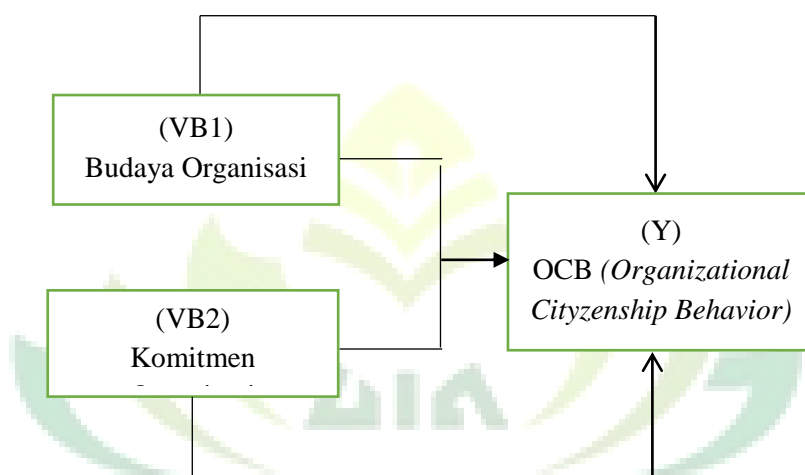 (VB1)
Budaya Organisasi
(Y)
OCB (Organizational
Cityzenship Behavior)
(VB2)
Komitmen